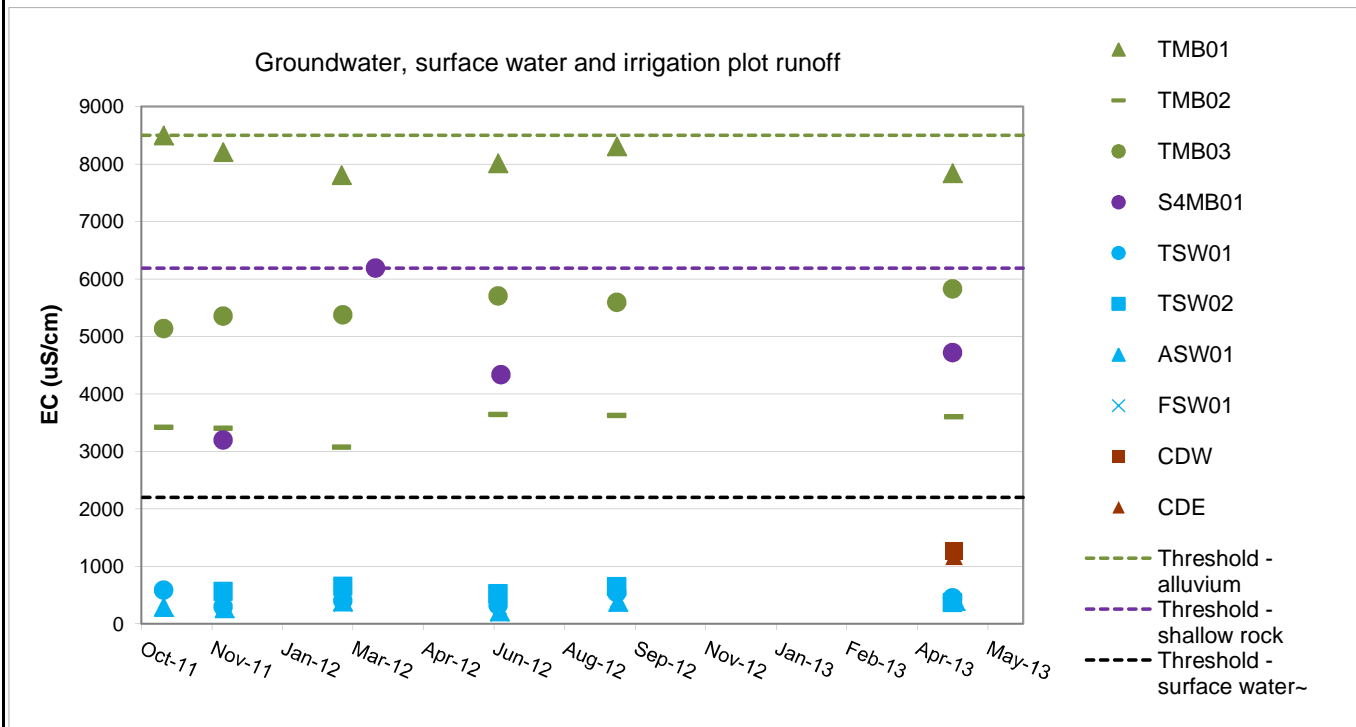 Groundwater, surface water and irrigation plot runoff
EC (uS/cm)
9000
8000
7000
6000
5000
4000
3000
2000
1000
0
Oct-11
Nov-11
Jan-12
Mar-12
Apr-12
Jun-12
Aug-12
Sep-12
Nov-12
Jan-13
Feb-13
Apr-13
May-13
TMB01
TMB02
TMB03
S4MB01
TSW01
TSW02
ASW01
FSW01
CDW
CDE
Threshold -
alluvium
Threshold -
shallow rock
Threshold -
surface water~